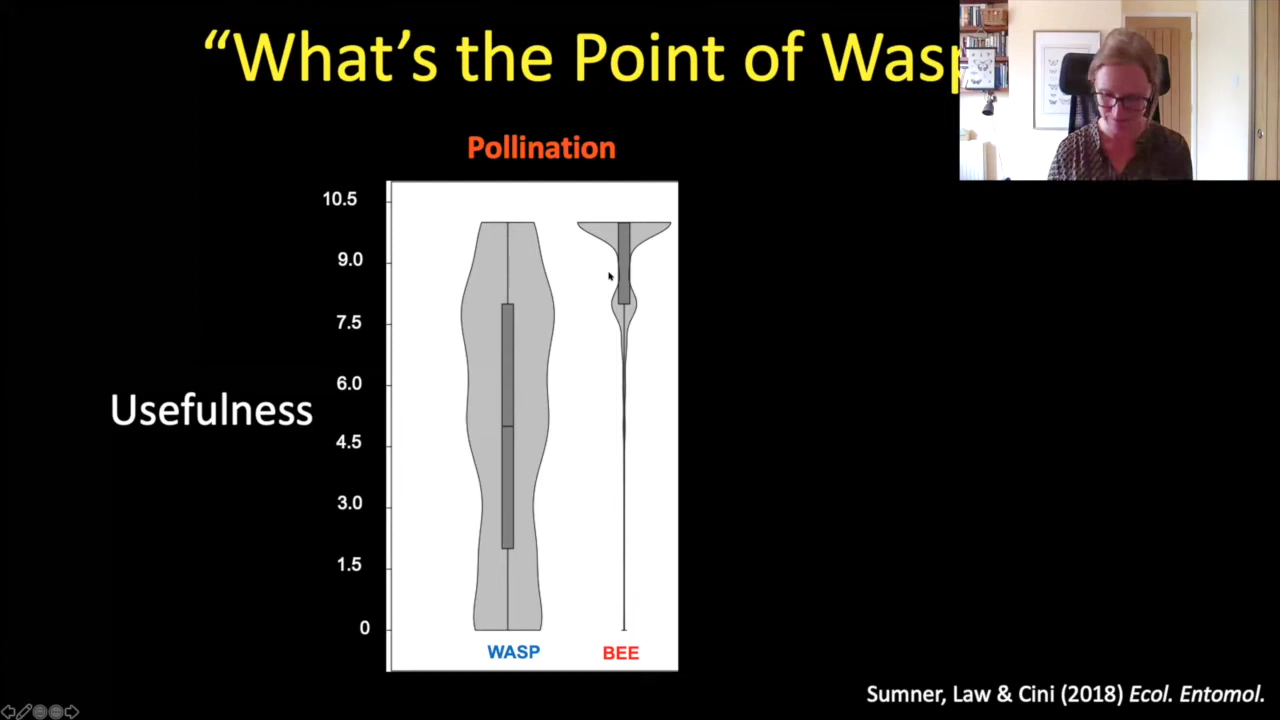 “What’s the Point of Wasp
Pollination
10.5
9.0
7.5
6.0
Usefulness
4.5
3.0
1.5
0
WASP BEE
Sumner, Law & Cini (2018) Ecol. Entomol.